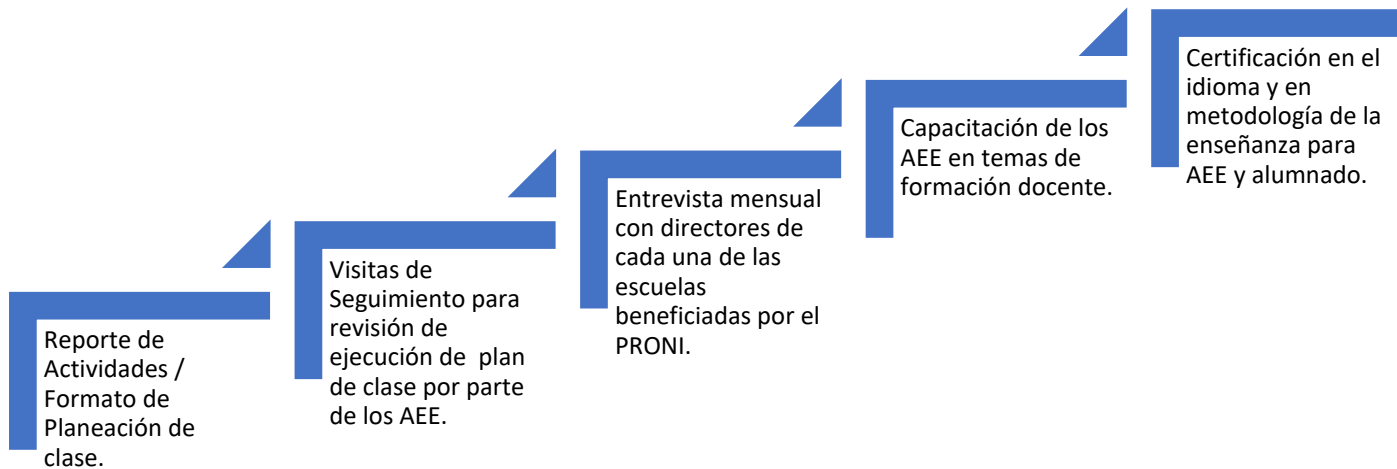 Reporte de
Actividades /
Formato de
Planeación de
clase.
Visitas de
Seguimiento para
revisión de
ejecución de  plan
de clase por parte
de los AEE.
Entrevista mensual
con directores de
cada una de las
escuelas
beneficiadas por el
PRONI.
Capacitación de los
AEE en temas de
formación docente.
Certificación en el
idioma y en
metodología de la
enseñanza para
AEE y alumnado.